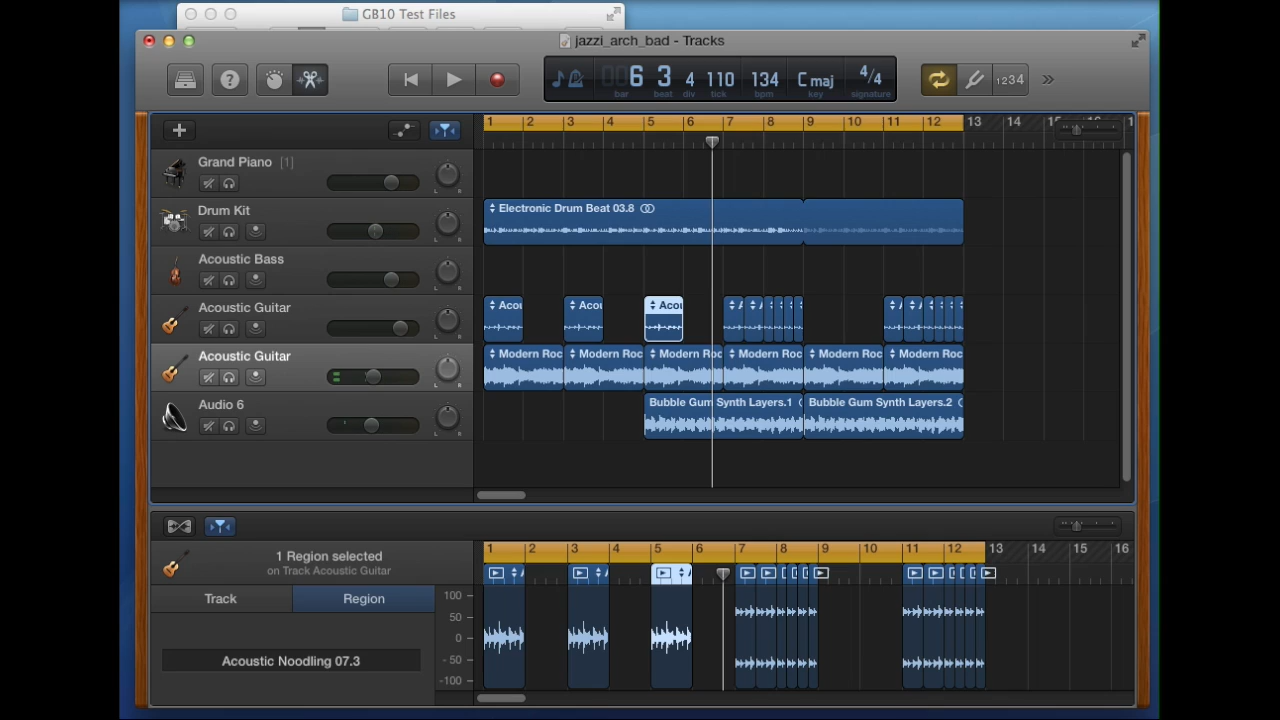 GB10 Test Files
jazzi_arch_bad - Tracks
6 3 4 110 134 C maj 4/4
bar beat div tick bpm key signature
1234
1 2 3 4 5 6 7 8 9 10 11 12 13 14 15 16
Grand Piano [1]
Drum Kit
Electronic Drum Beat 03.8
Acoustic Bass
Acoustic Guitar
Acou Acou Acou
Acoustic Guitar
Modern Roc Modern Roc Modern Roc Modern Roc Modern Roc Modern Roc
Audio 6
Bubble Gum Synth Layers.1 Bubble Gum Synth Layers.2
L R
1 2 3 4 5 6 7 8 9 10 11 12 13 14 15 16
1 Region selected
on Track Acoustic Guitar
Track Region
Acoustic Noodling 07.3
100
50
0
- 50
-100